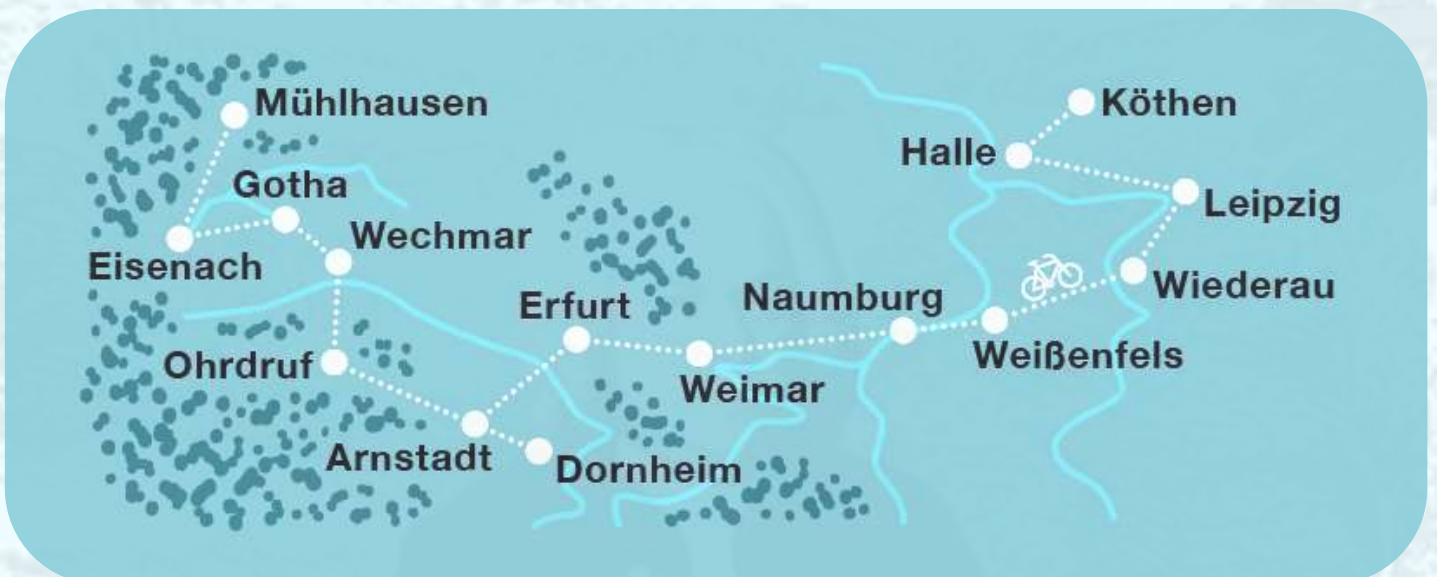 Mühlhausen
Köthen
Halle
Gotha
Leipzig
Wechmar
Eisenach
Wiederau
Naumburg
Erfurt
Weißenfels
Ohrdruf
Weimar
Arnstadt
Dornheim